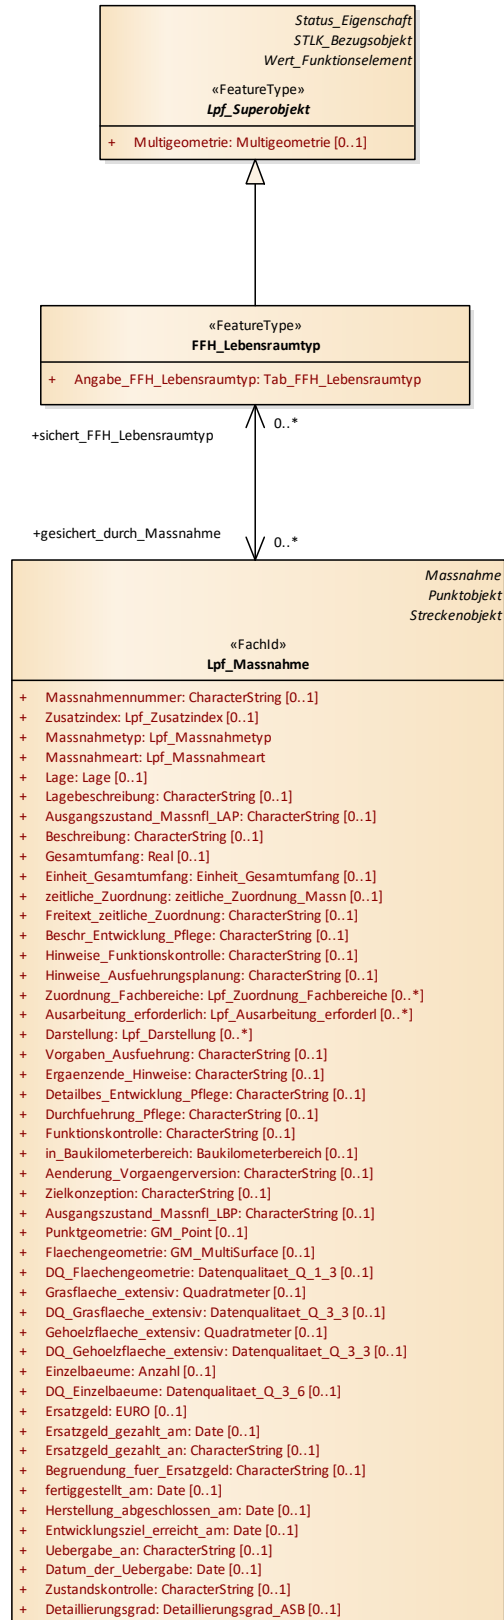 Status_Eigenschaft
STLK_Bezugsobjekt
Wert_Funktionselement
«FeatureType»
Lpf_Superobjekt
+ Multigeometrie: Multigeometrie [0..1]
«FeatureType»
FFH_Lebensraumtyp
+ Angabe_FFH_Lebensraumtyp: Tab_FFH_Lebensraumtyp
+sichert_FFH_Lebensraumtyp 0..*
+gesichert_durch_Massnahme 0..*
Massnahme
Punktobjekt
Streckenobjekt
«FachId»
Lpf_Massnahme
+ Massnahmennummer: CharacterString [0..1]
+ Zusatzindex: Lpf_Zusatzindex [0..1]
+ Massnahmetyp: Lpf_Massnahmetyp
+ Massnahmeart: Lpf_Massnahmeart
+ Lage: Lage [0..1]
+ Lagebeschreibung: CharacterString [0..1]
+ Ausgangszustand_Massnfl_LAP: CharacterString [0..1]
+ Beschreibung: CharacterString [0..1]
+ Gesamtumfang: Real [0..1]
+ Einheit_Gesamtumfang: Einheit_Gesamtumfang [0..1]
+ zeitliche_Zuordnung: zeitliche_Zuordnung_Massn [0..1]
+ Freitext_zeitliche_Zuordnung: CharacterString [0..1]
+ Beschr_Entwicklung_Pflege: CharacterString [0..1]
+ Hinweise_Funktionskontrolle: CharacterString [0..1]
+ Hinweise_Ausfuehrungsplanung: CharacterString [0..1]
+ Zuordnung_Fachbereiche: Lpf_Zuordnung_Fachbereiche [0..*]
+ Ausarbeitung_erforderlich: Lpf_Ausarbeitung_erforderl [0..*]
+ Darstellung: Lpf_Darstellung [0..*]
+ Vorgaben_Ausfuehrung: CharacterString [0..1]
+ Ergaenzende_Hinweise: CharacterString [0..1]
+ Detailbes_Entwicklung_Pflege: CharacterString [0..1]
+ Durchfuehrung_Pflege: CharacterString [0..1]
+ Funktionskontrolle: CharacterString [0..1]
+ in_Baukilometerbereich: Baukilometerbereich [0..1]
+ Aenderung_Vorgaengerversion: CharacterString [0..1]
+ Zielkonzeption: CharacterString [0..1]
+ Ausgangszustand_Massnfl_LBP: CharacterString [0..1]
+ Punktgeometrie: GM_Point [0..1]
+ Flaechengeometrie: GM_MultiSurface [0..1]
+ DQ_Flaechengeometrie: Datenqualitaet_Q_1_3 [0..1]
+ Grasflaeche_extensiv: Quadratmeter [0..1]
+ DQ_Grasflaeche_extensiv: Datenqualitaet_Q_3_3 [0..1]
+ Gehoelzflaeche_extensiv: Quadratmeter [0..1]
+ DQ_Gehoelzflaeche_extensiv: Datenqualitaet_Q_3_3 [0..1]
+ Einzelbaeume: Anzahl [0..1]
+ DQ_Einzelbaeume: Datenqualitaet_Q_3_6 [0..1]
+ Ersatzgeld: EURO [0..1]
+ Ersatzgeld_gezahlt_am: Date [0..1]
+ Ersatzgeld_gezahlt_an: CharacterString [0..1]
+ Begruendung_fuer_Ersatzgeld: CharacterString [0..1]
+ fertiggestellt_am: Date [0..1]
+ Herstellung_abgeschlossen_am: Date [0..1]
+ Entwicklungsziel_erreicht_am: Date [0..1]
+ Uebergabe_an: CharacterString [0..1]
+ Datum_der_Uebergabe: Date [0..1]
+ Zustandskontrolle: CharacterString [0..1]
+ Detaillierungsgrad: Detaillierungsgrad_ASB [0..1]